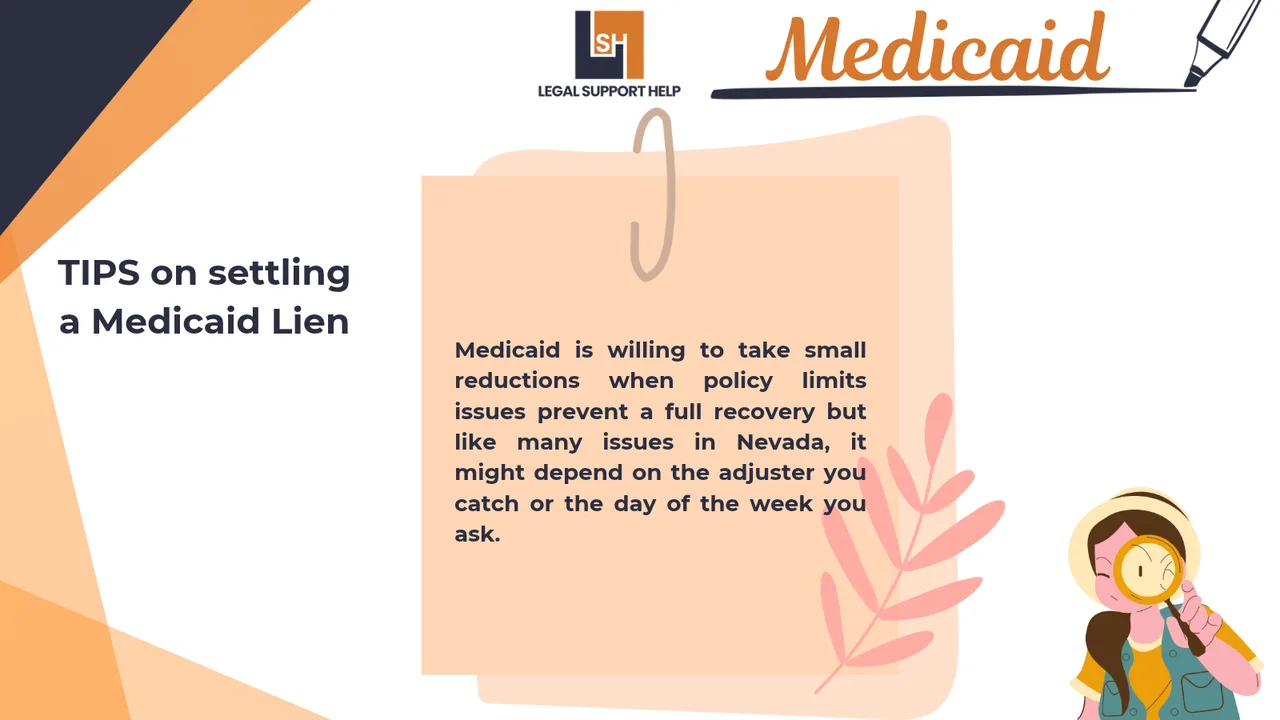 LSH
LEGAL SUPPORT HELP
Medicaid
TIPS on settling
a Medicaid Lien
Medicaid is willing to take small
reductions when policy limits
issues prevent a full recovery but
like many issues in Nevada, it
might depend on the adjuster you
catch or the day of the week you
ask.